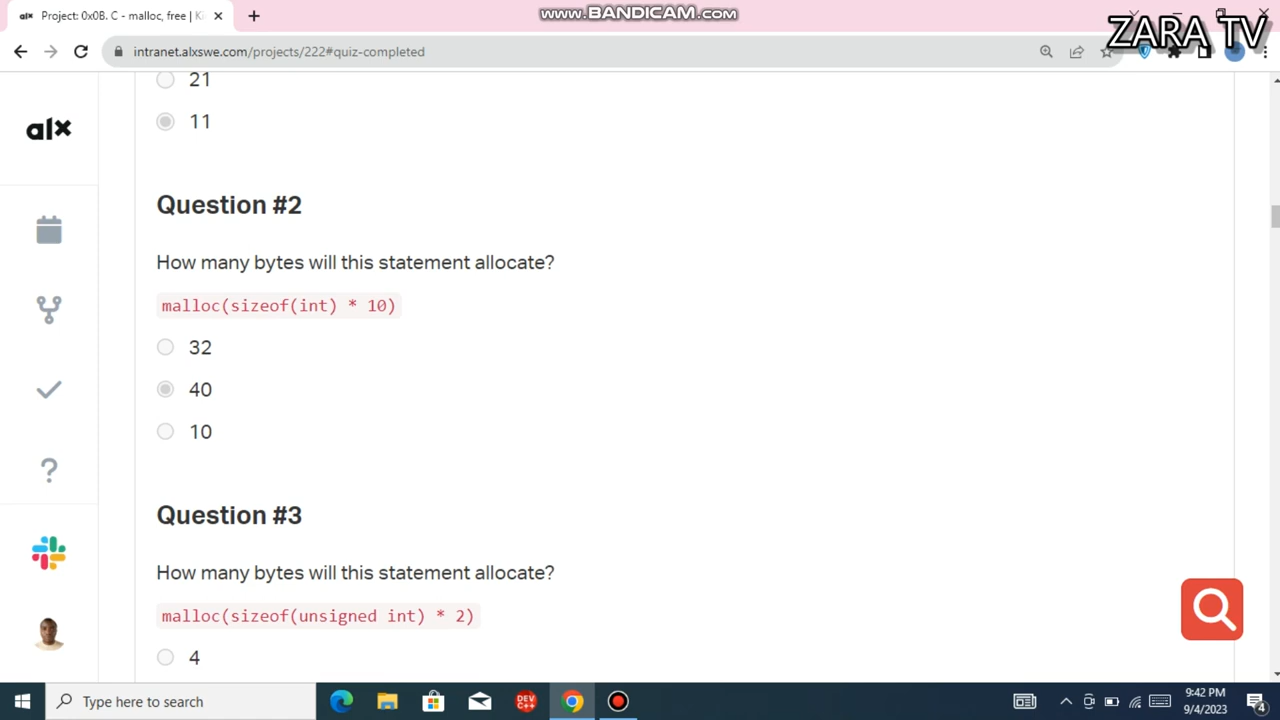 Project: 0x0B. C - malloc, free | Ki
WWW.BANDICAM.COM
ZARA TV
intranet.alxswe.com/projects/222#quiz-completed
21
11
alx
Question #2
How many bytes will this statement allocate?
malloc(sizeof(int) * 10)
32
40
10
Question #3
How many bytes will this statement allocate?
malloc(sizeof(unsigned int) * 2)
4
Type here to search
DEV C++
9:42 PM
9/4/2023
4